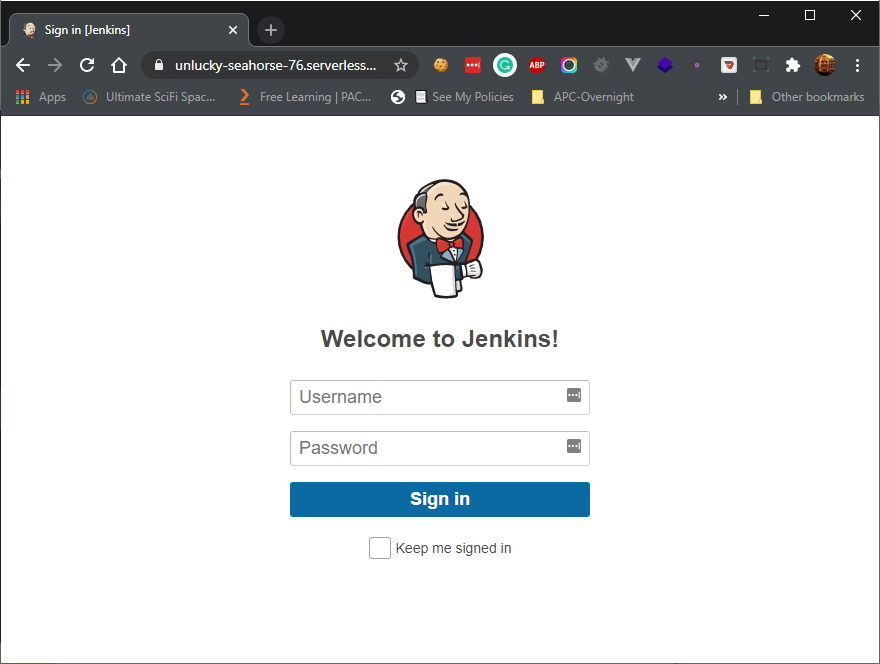 Sign in [Jenkins]
unlucky-seahorse-76.serverless...
ABP
Apps
Ultimate SciFi Spac...
Free Learning | PAC...
See My Policies
APC-Overnight
»
Other bookmarks
Welcome to Jenkins!
Username
Password
Sign in
Keep me signed in